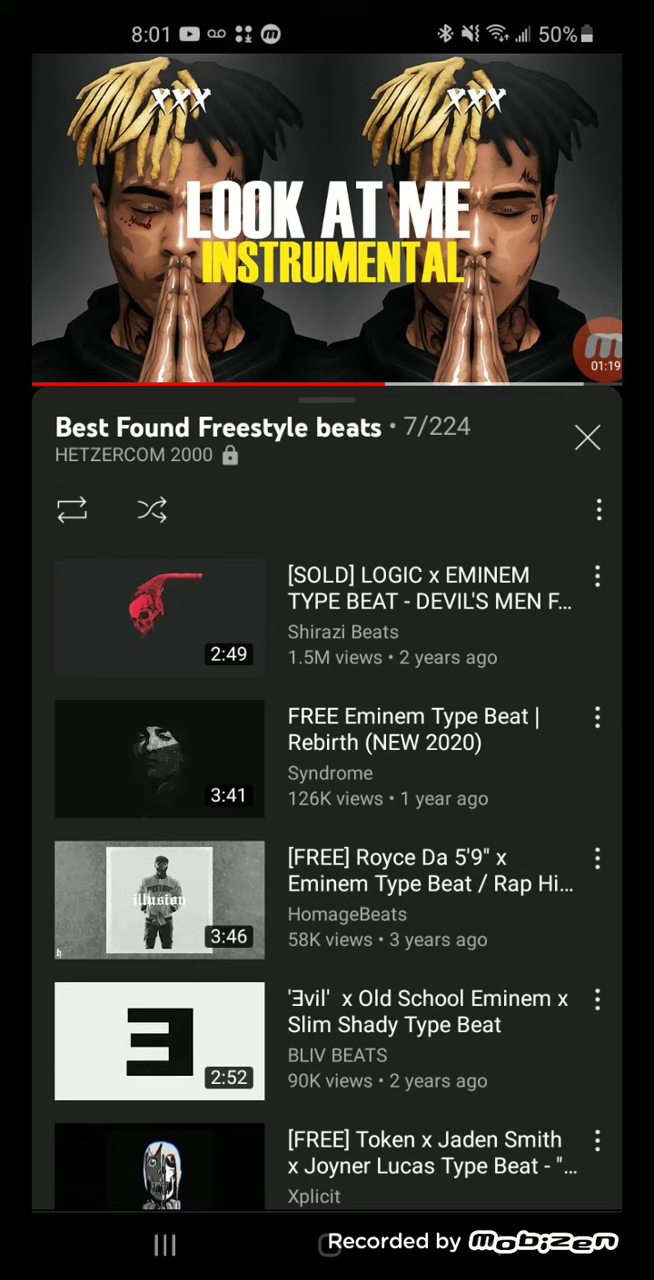 8:01
50%
XXX XXX
LOOK AT ME
INSTRUMENTAL
01:19
Best Found Freestyle beats • 7/224
HETZERCOM 2000
[SOLD] LOGIC x EMINEM
TYPE BEAT - DEVIL'S MEN F...
Shirazi Beats
1.5M views • 2 years ago
2:49
FREE Eminem Type Beat |
Rebirth (NEW 2020)
Syndrome
126K views • 1 year ago
3:41
[FREE] Royce Da 5'9" x
Eminem Type Beat / Rap Hi...
HomageBeats
58K views • 3 years ago
illusion
3:46
'Ǝvil' x Old School Eminem x
Slim Shady Type Beat
BLIV BEATS
90K views • 2 years ago
Ǝ
2:52
[FREE] Token x Jaden Smith
x Joyner Lucas Type Beat - "...
Xplicit
Recorded by mobizen